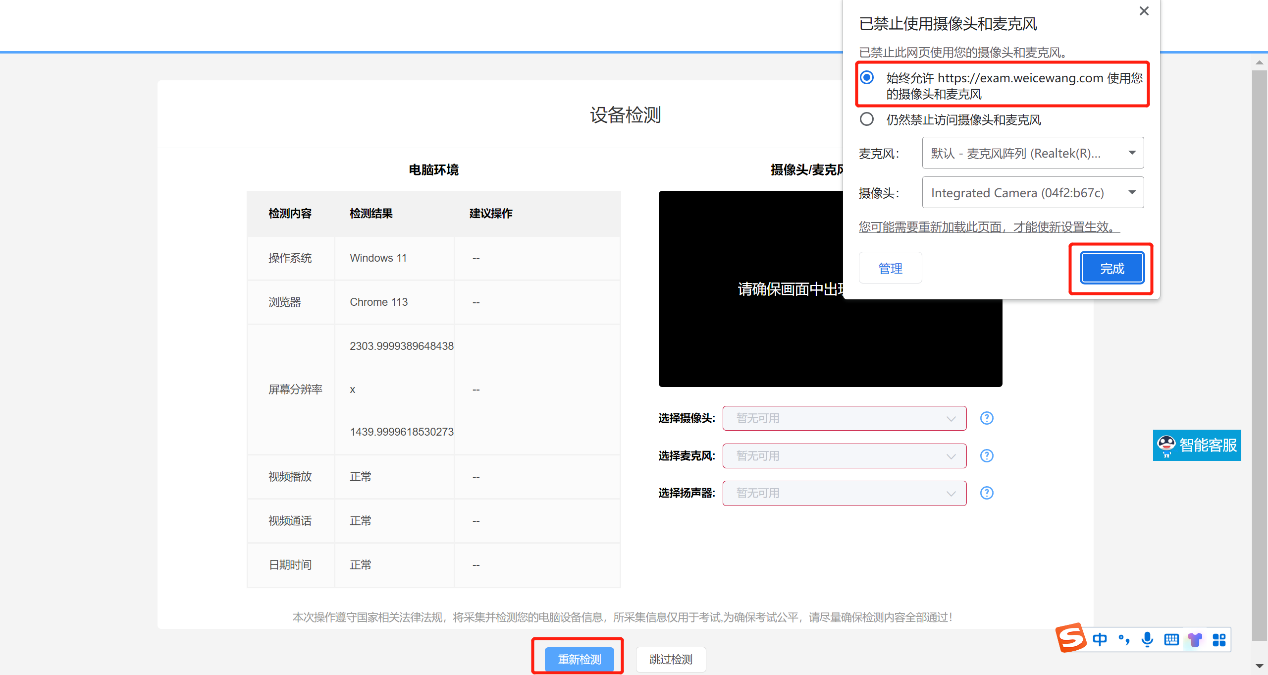 已禁止使用摄像头和麦克风
已禁止此网页使用您的摄像头和麦克风。
始终允许 https://exam.weicewang.com 使用您
的摄像头和麦克风
仍然禁止访问摄像头和麦克风
麦克风：
默认 - 麦克风阵列 (Realtek(R)...
摄像头：
Integrated Camera (04f2:b67c)
您可能需要重新加载此页面，才能使新设置生效。
管理
完成
设备检测
电脑环境
检测内容 检测结果 建议操作
操作系统 Windows 11 --
浏览器 Chrome 113 --
2303.9999389648438
屏幕分辨率 x --
1439.9999618530273
视频播放 正常 --
视频通话 正常 --
日期时间 正常 --
摄像头/麦克风
请确保画面中出现
选择摄像头: 暂无可用 ?
选择麦克风: 暂无可用 ?
选择扬声器: 暂无可用 ?
智能客服
本次操作遵守国家相关法律法规，将采集并检测您的电脑设备信息，所采集信息仅用于考试,为确保考试公平，请尽量确保检测内容全部通过！
重新检测
跳过检测
S 中 °,